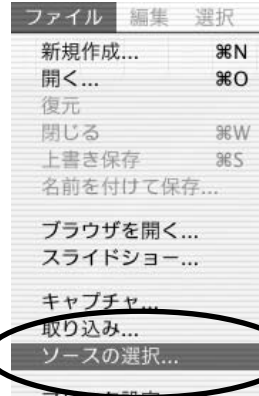 ファイル 編集 選択
新規作成... ⌘N
開く... ⌘O
復元
閉じる ⌘W
上書き保存 ⌘S
名前を付けて保存...
ブラウザを開く...
スライドショー...
キャプチャ...
取り込み...
ソースの選択...